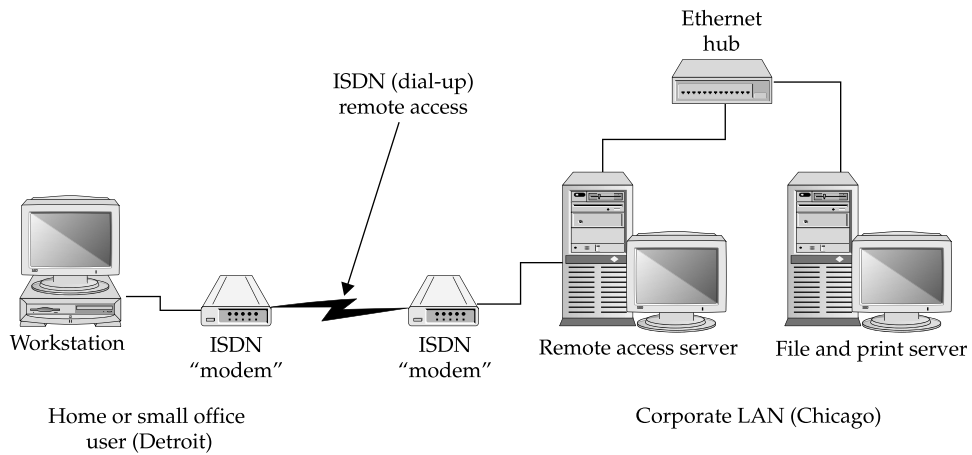 Ethernet
hub
ISDN (dial-up)
remote access
Workstation
ISDN
“modem”
ISDN
“modem”
Remote access server
File and print server
Home or small office
user (Detroit)
Corporate LAN (Chicago)